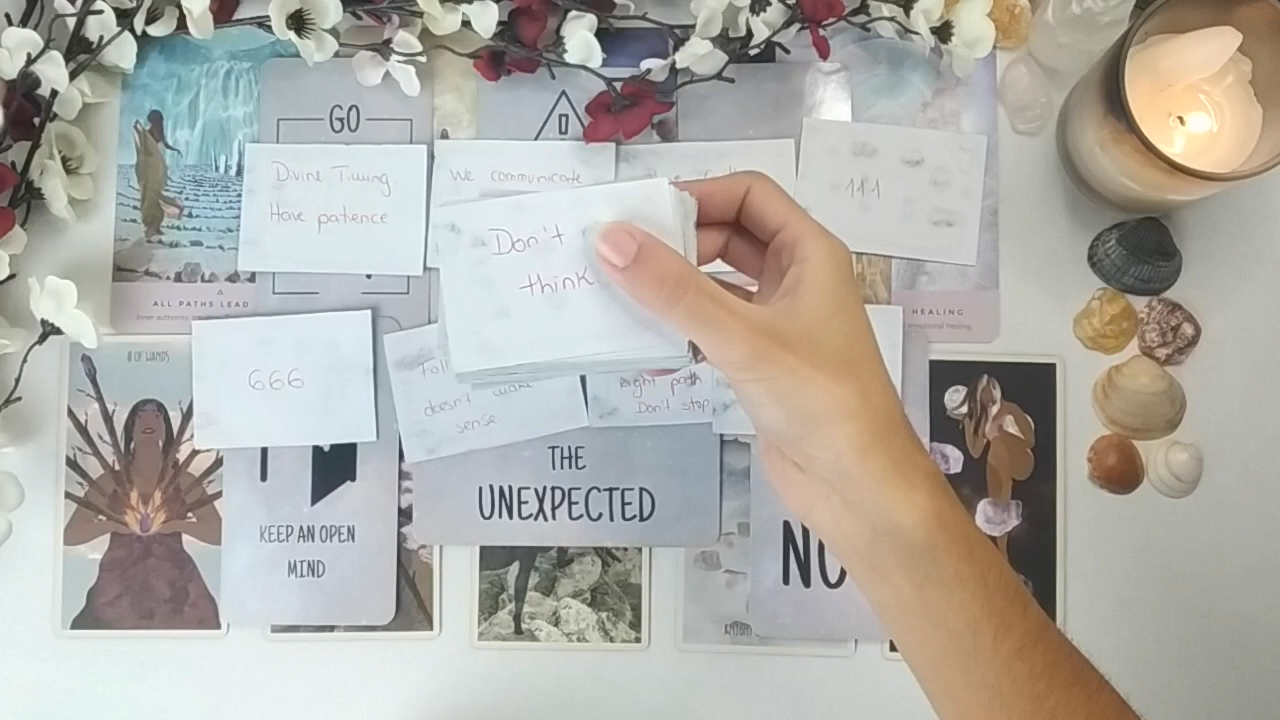 GO
Divine Timing
Have patience
We communicate
111
Don't
think
ALL PATHS LEAD
HEALING
emotional healing
8 OF WANDS
666
doesn't make
sense
Right path.
Don't stop
THE
UNEXPECTED
KEEP AN OPEN
MIND